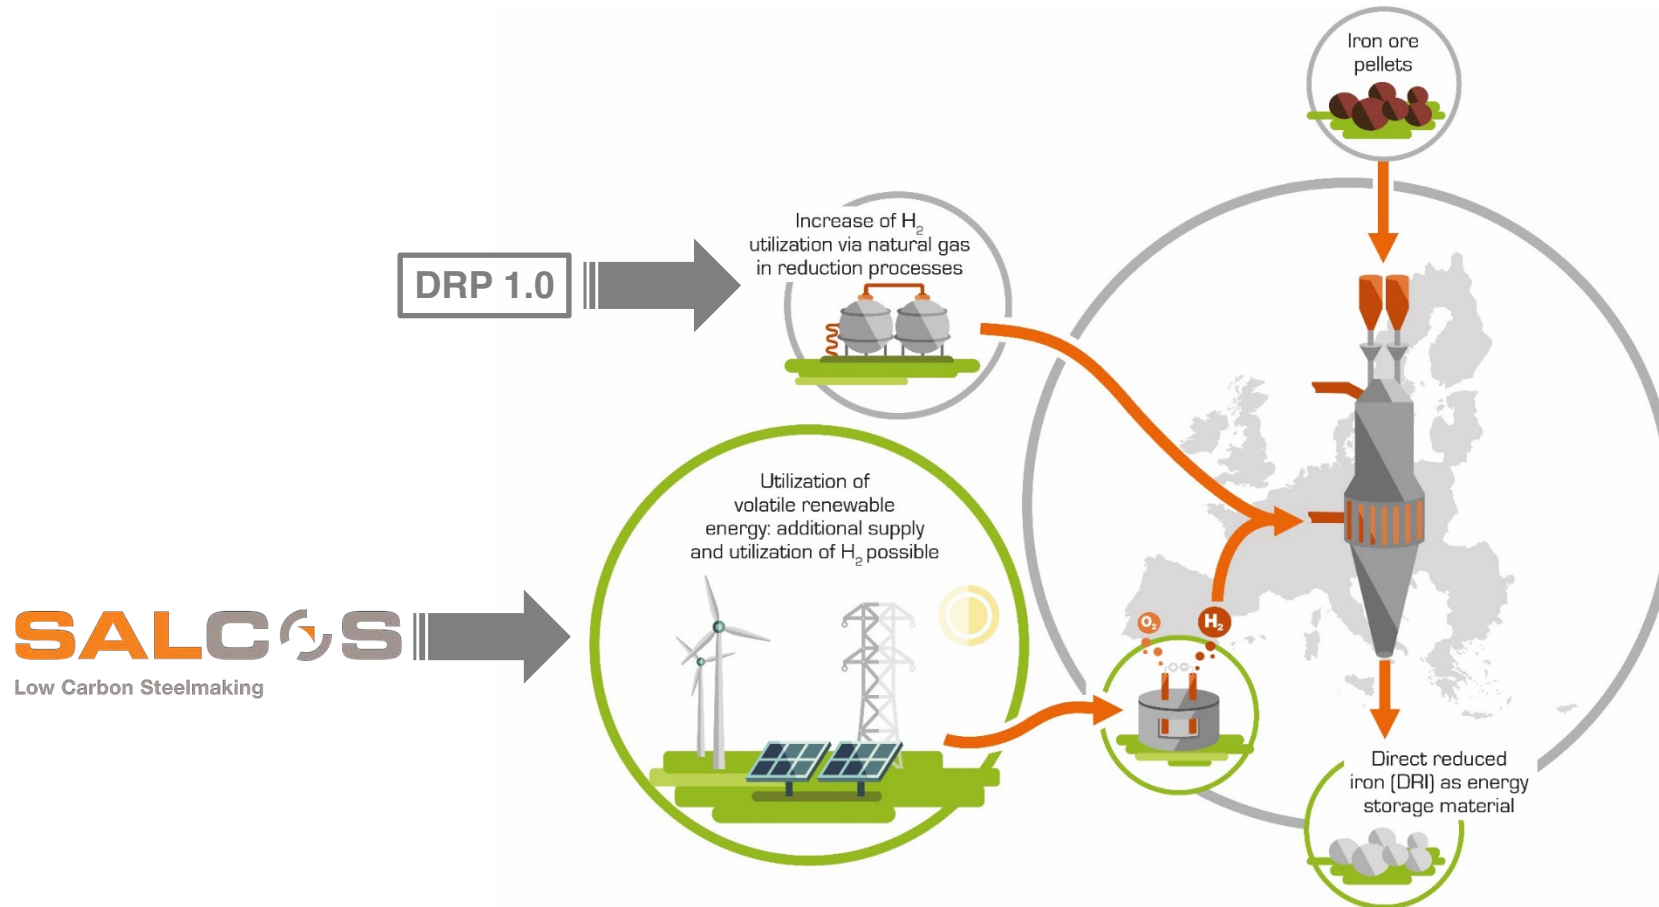 Iron ore
pellets
Increase of H₂
utilization via natural gas
in reduction processes
DRP 1.0
Utilization of
volatile renewable
energy: additional supply
and utilization of H₂ possible
SALCOS
Low Carbon Steelmaking
O₂
H₂
Direct reduced
iron (DRI) as energy
storage material